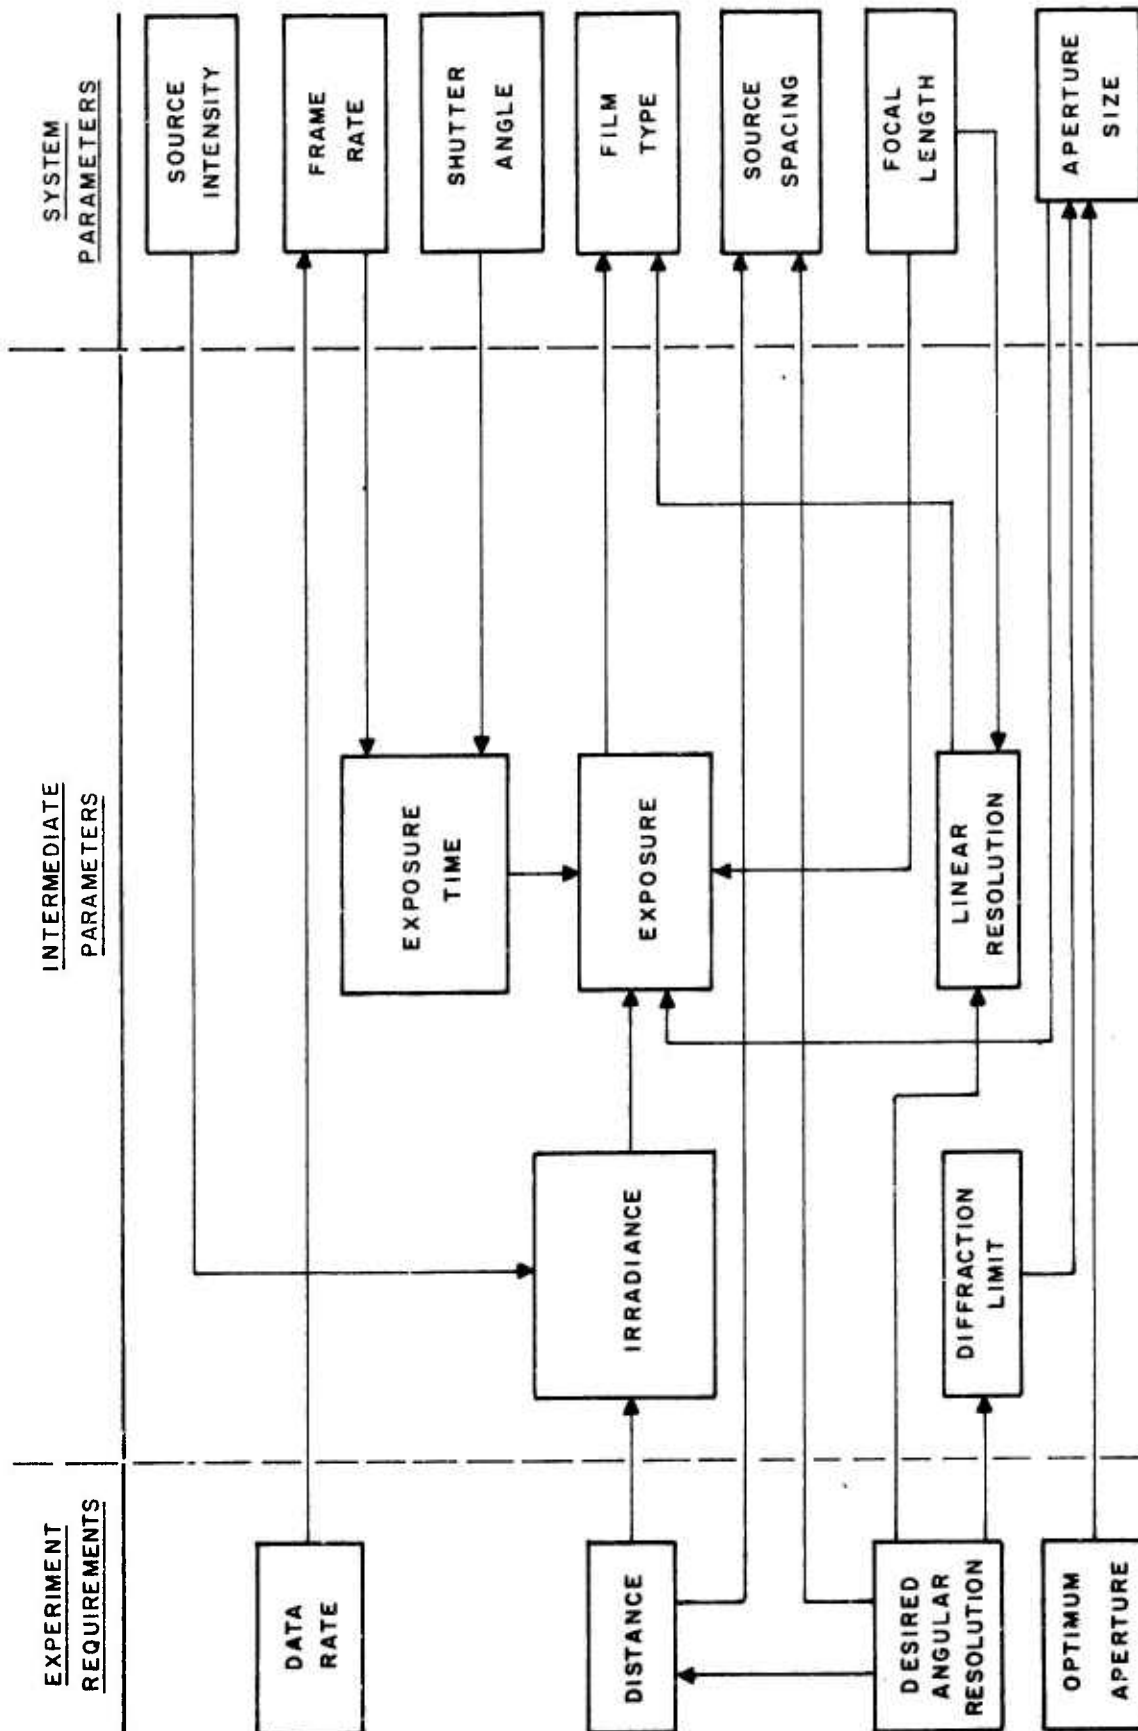 EXPERIMENT
REQUIREMENTS
DATA
RATE
DISTANCE
DESIRED
ANGULAR
RESOLUTION
OPTIMUM
APERTURE
INTERMEDIATE
PARAMETERS
EXPOSURE
TIME
IRRADIANCE
EXPOSURE
DIFFRACTION
LIMIT
LINEAR
RESOLUTION
SYSTEM
PARAMETERS
SOURCE
INTENSITY
FRAME
RATE
SHUTTER
ANGLE
FILM
TYPE
SOURCE
SPACING
FOCAL
LENGTH
APERTURE
SIZE